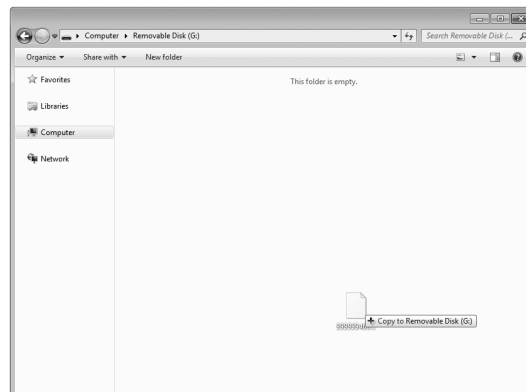 Computer Removable Disk (G:)
Search Removable Disk (...
Organize Share with New folder
Favorites
This folder is empty.
Libraries
Computer
Network
Copy to Removable Disk (G:)